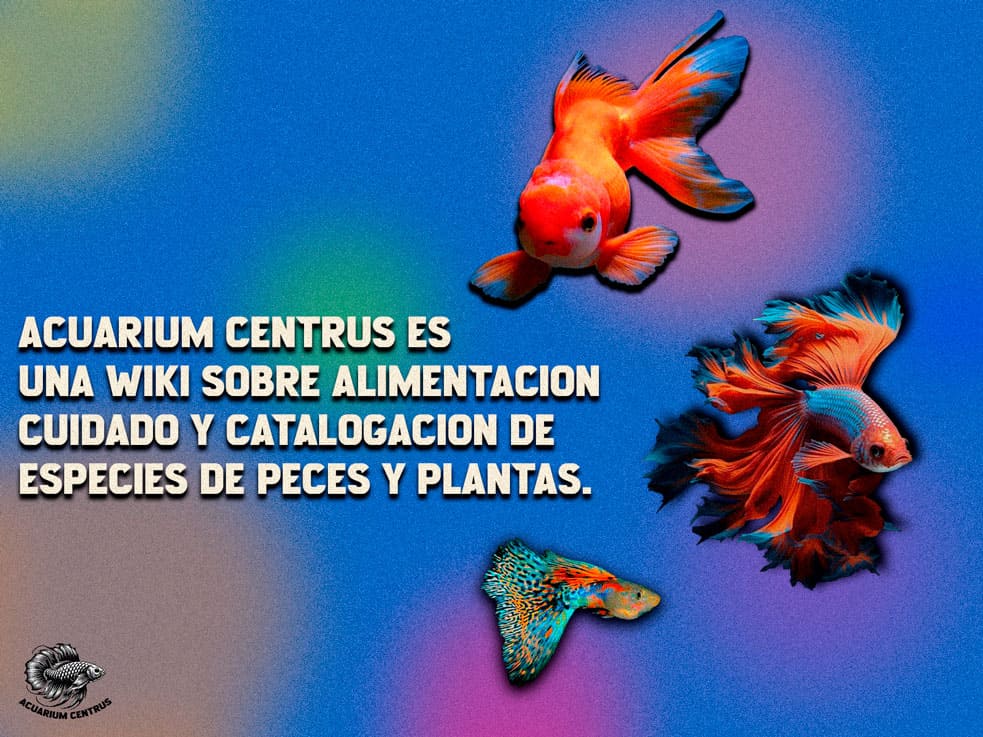 ACUARIUM CENTRUS ES
UNA WIKI SOBRE ALIMENTACION
CUIDADO Y CATALOGACION DE
ESPECIES DE PECES Y PLANTAS.
ACUARIUM CENTRUS